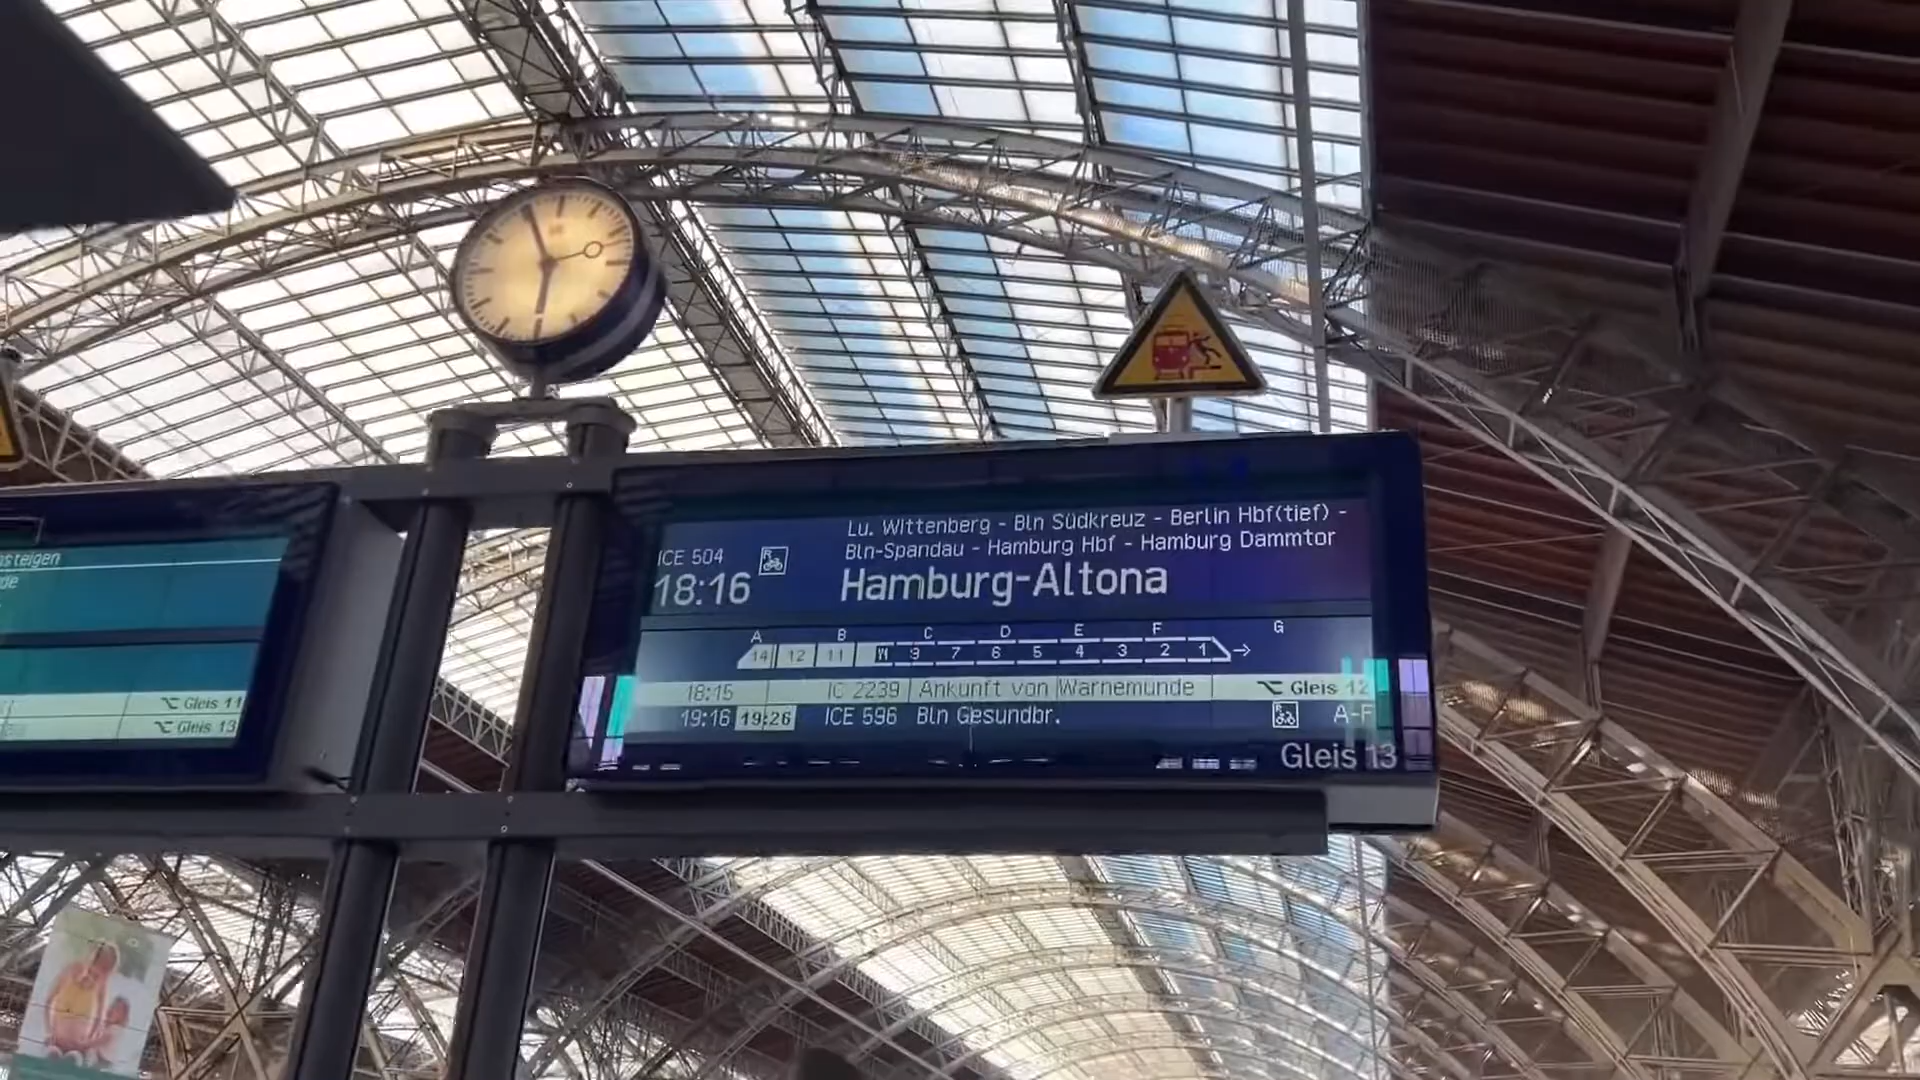 nsteigen
Gleis 11
Gleis 13
Lu. Wittenberg - Bln Südkreuz - Berlin Hbf(tief) -
Bln-Spandau - Hamburg Hbf - Hamburg Dammtor
ICE 504
18:16 Hamburg-Altona
A B C D E F G
14 12 11 9 7 6 5 4 3 2 1
18:15 IC 2239 Ankunft von Warnemunde Gleis 12
19:16 19:26 ICE 596 Bln Gesundbr. A-F
Gleis 13